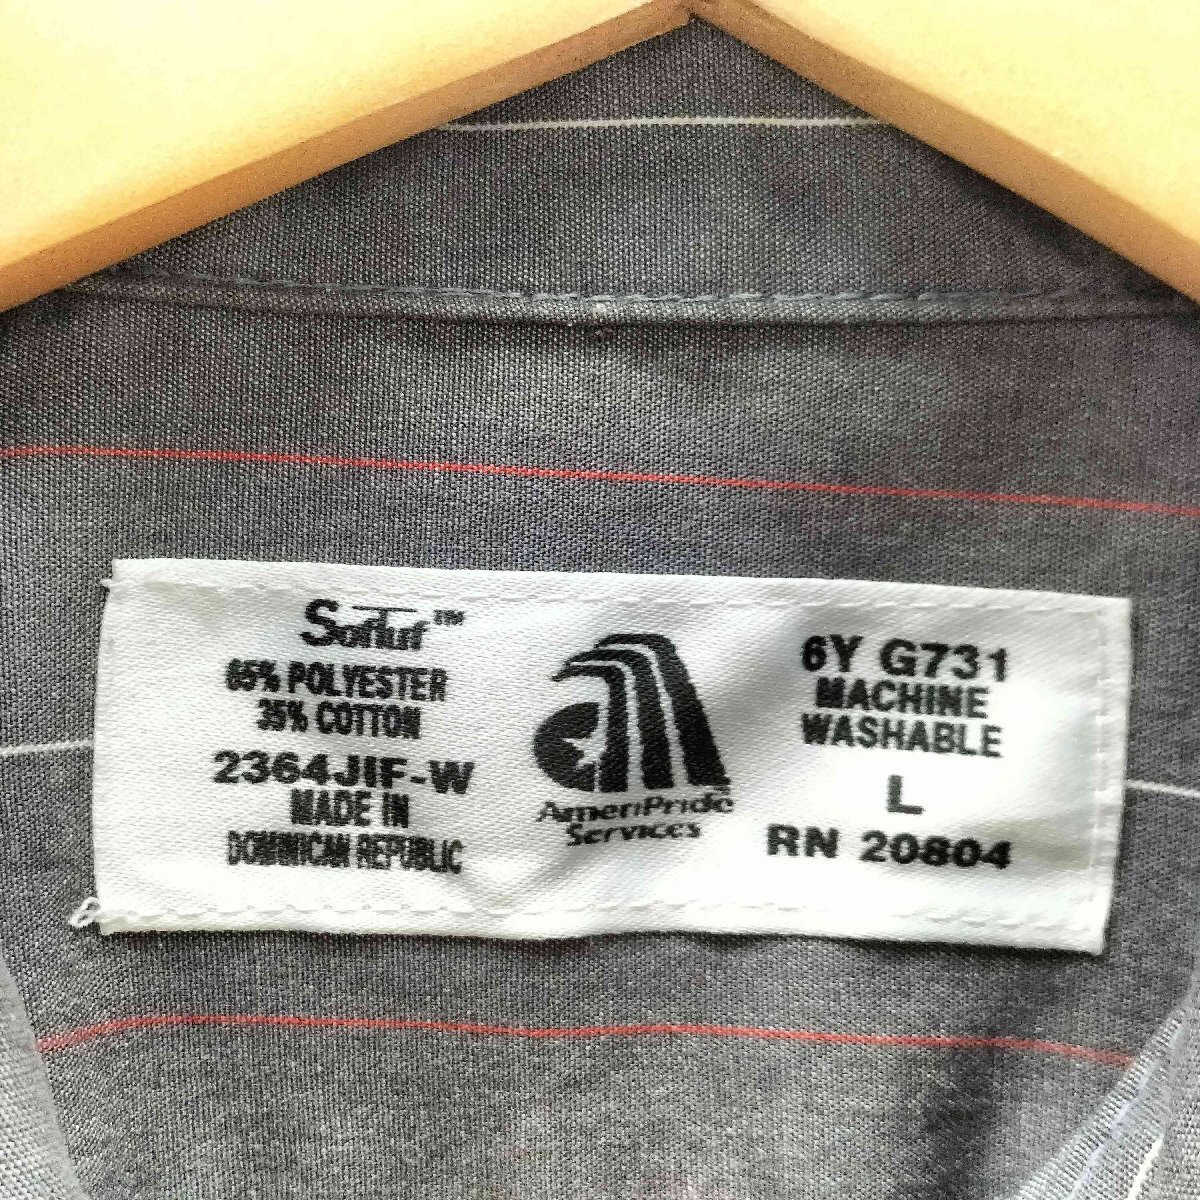 Softuf™
65% POLYESTER
35% COTTON
2364JIF-W
MADE IN
DOMINICAN REPUBLIC
AmeriPride
Services
6Y G731
MACHINE
WASHABLE
L
RN 20804